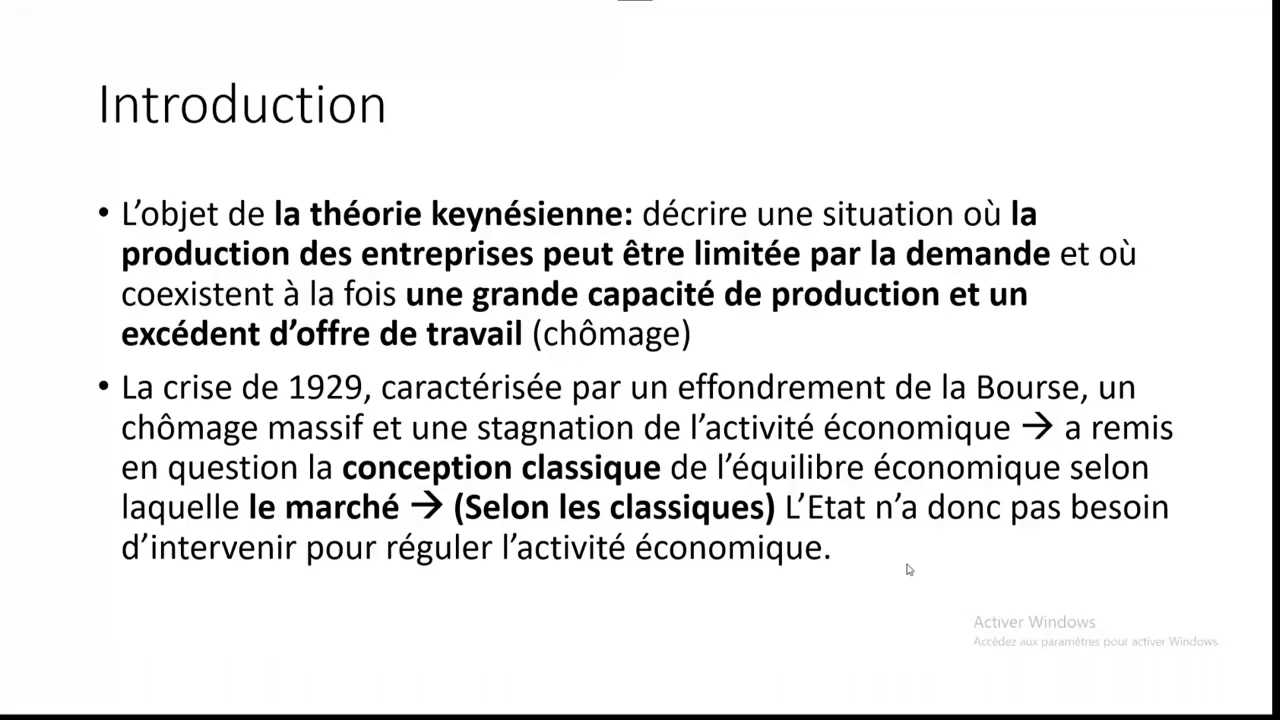 Introduction
• L’objet de la théorie keynésienne: décrire une situation où la
production des entreprises peut être limitée par la demande et où
coexistent à la fois une grande capacité de production et un
excédent d’offre de travail (chômage)
• La crise de 1929, caractérisée par un effondrement de la Bourse, un
chômage massif et une stagnation de l’activité économique → a remis
en question la conception classique de l’équilibre économique selon
laquelle le marché → (Selon les classiques) L’Etat n’a donc pas besoin
d’intervenir pour réguler l’activité économique.
Activer Windows
Accédez aux paramètres pour activer Windows.